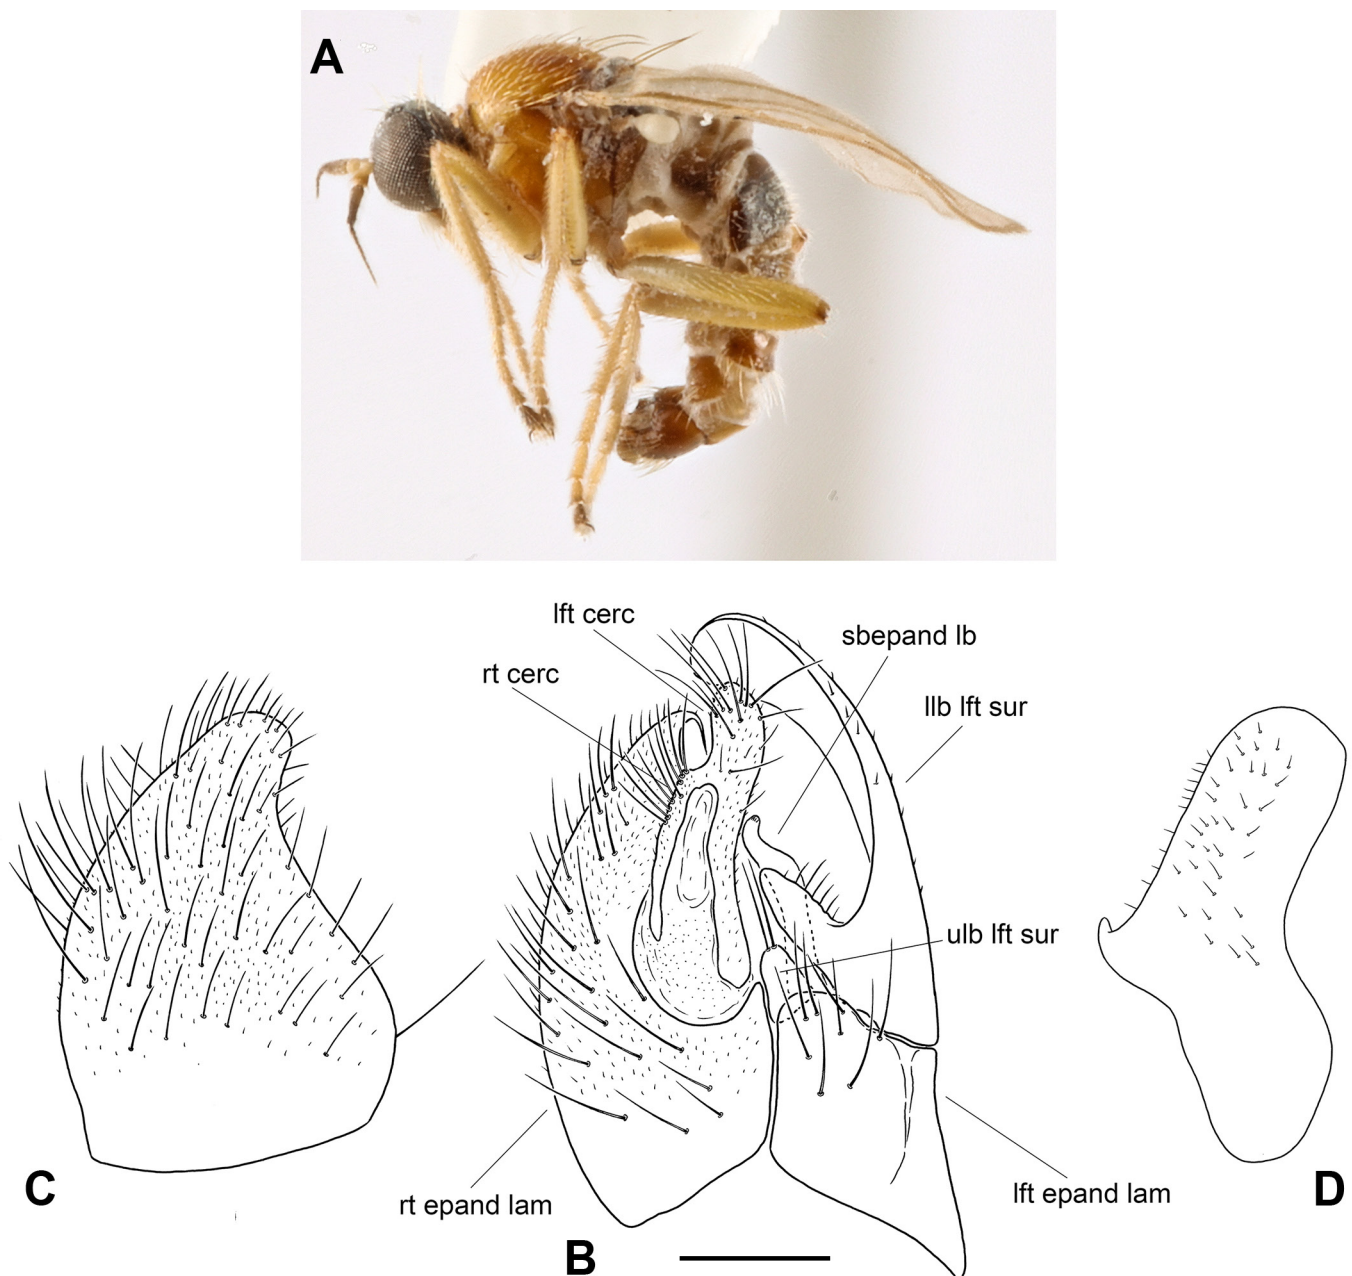 A
lft cerc
sbepand lb
rt cerc
llb lft sur
ulb lft sur
C
rt epand lam
lft epand lam
D
B